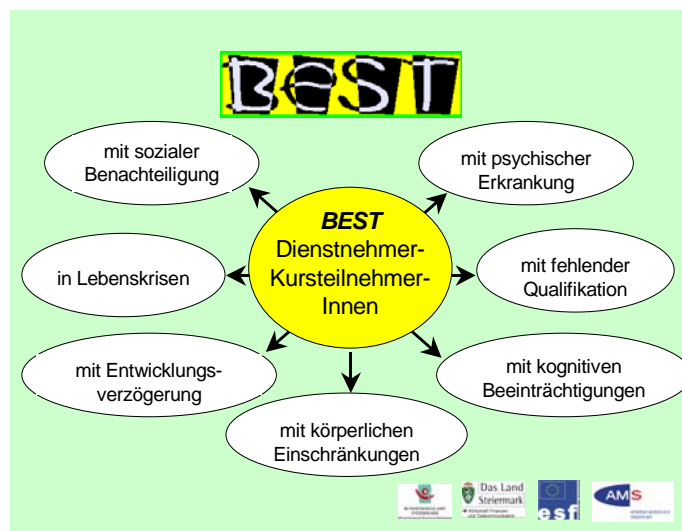 BEST
mit sozialer
Benachteiligung
mit psychischer
Erkrankung
BEST
Dienstnehmer-
Kursteilnehmer-
Innen
in Lebenskrisen
mit fehlender
Qualifikation
mit Entwicklungs-
verzögerung
mit kognitiven
Beeinträchtigungen
mit körperlichen
Einschränkungen
Das Land
Steiermark
esf
AMS